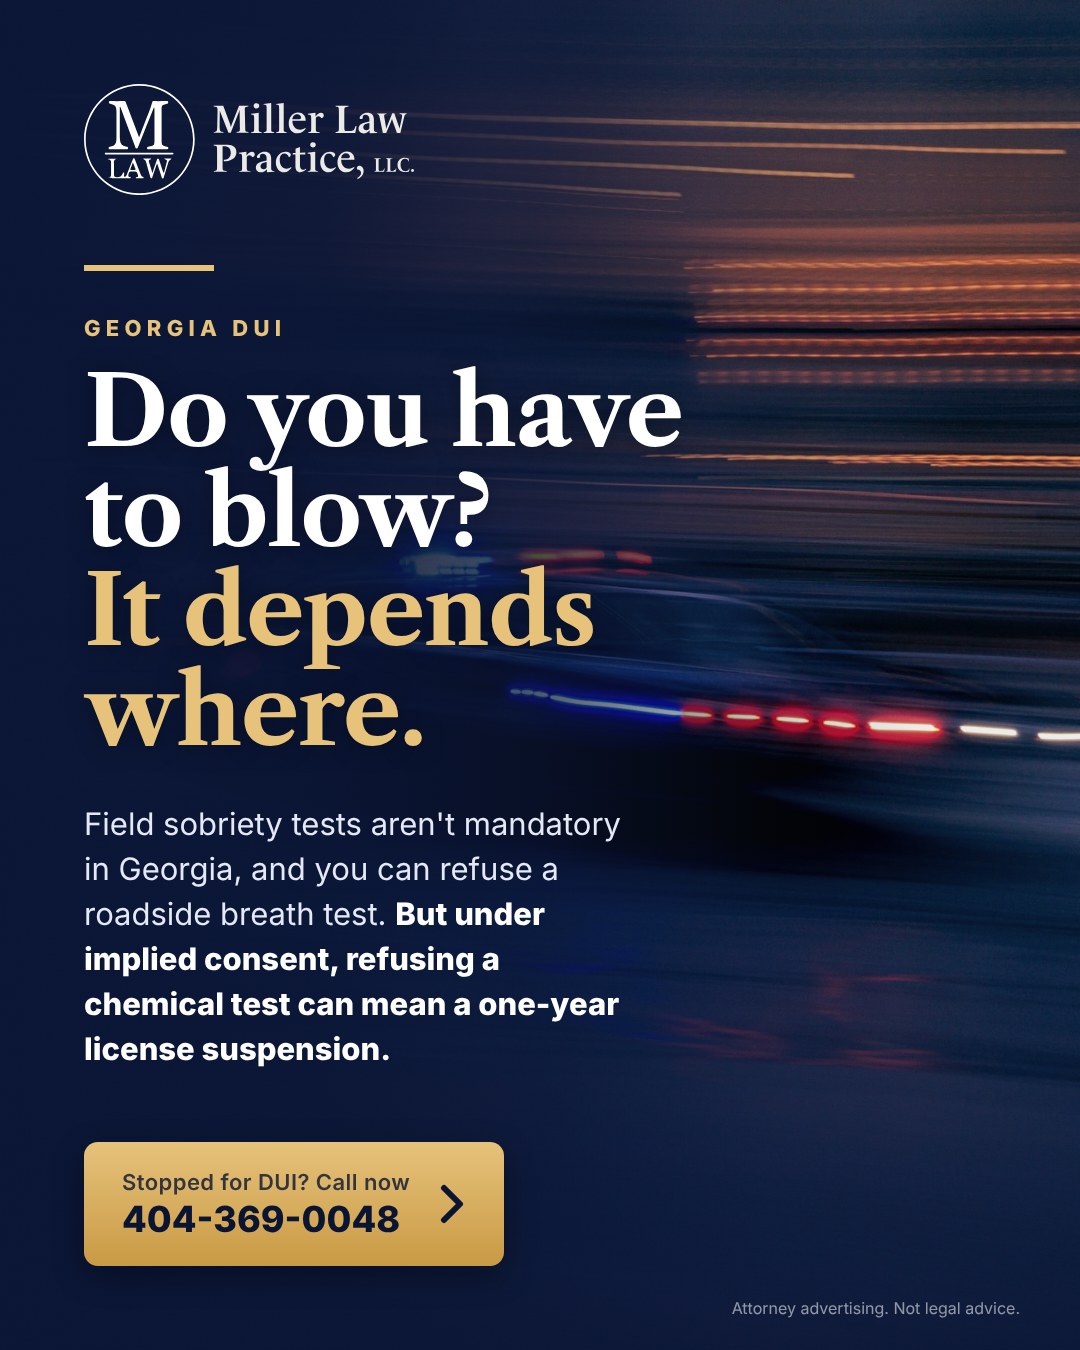 M
LAW
Miller Law
Practice, LLC.
GEORGIA DUI
Do you have
to blow?
It depends
where.
Field sobriety tests aren't mandatory
in Georgia, and you can refuse a
roadside breath test. But under
implied consent, refusing a
chemical test can mean a one-year
license suspension.
Stopped for DUI? Call now
404-369-0048
Attorney advertising. Not legal advice.